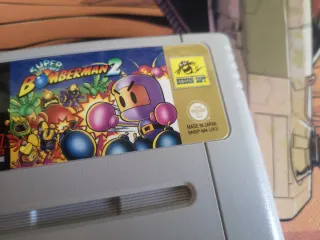 SUPER
BOMBERMAN 2
HUDSON SOFT
MADE IN JAPAN